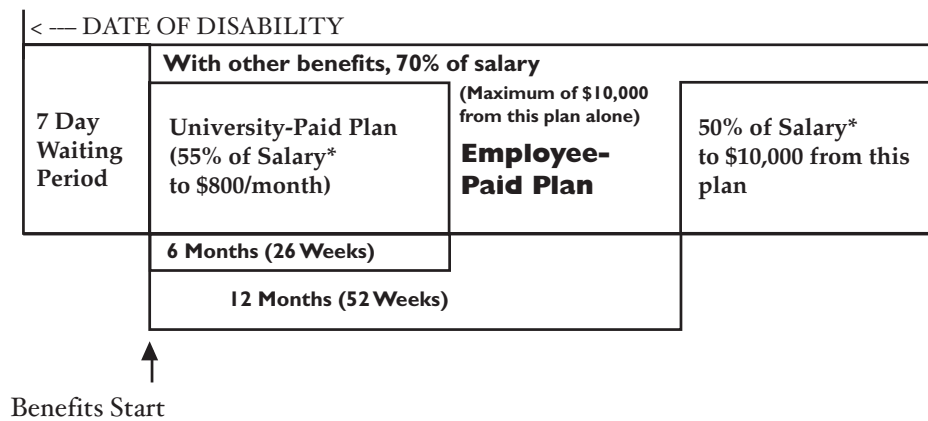 < ---- DATE OF DISABILITY
With other benefits, 70% of salary
7 Day
Waiting
Period
University-Paid Plan
(55% of Salary*
to $800/month)
(Maximum of $10,000
from this plan alone)
Employee-
Paid Plan
50% of Salary*
to $10,000 from this
plan
6 Months (26 Weeks)
12 Months (52 Weeks)
Benefits Start